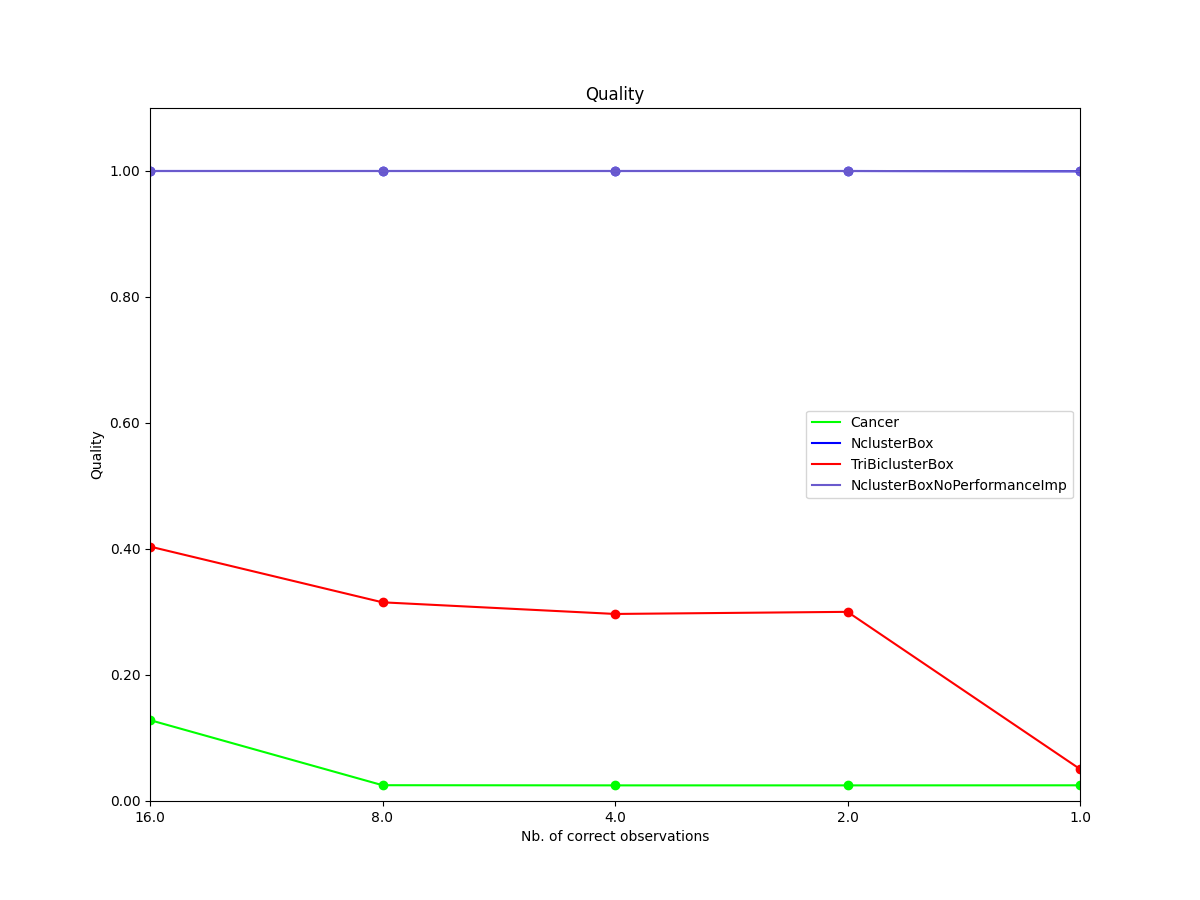 Quality
1.00
0.80
0.60
0.40
0.20
0.00
Quality
Cancer
NclusterBox
TriBiclusterBox
NclusterBoxNoPerformanceImp
16.0 8.0 4.0 2.0 1.0
Nb. of correct observations